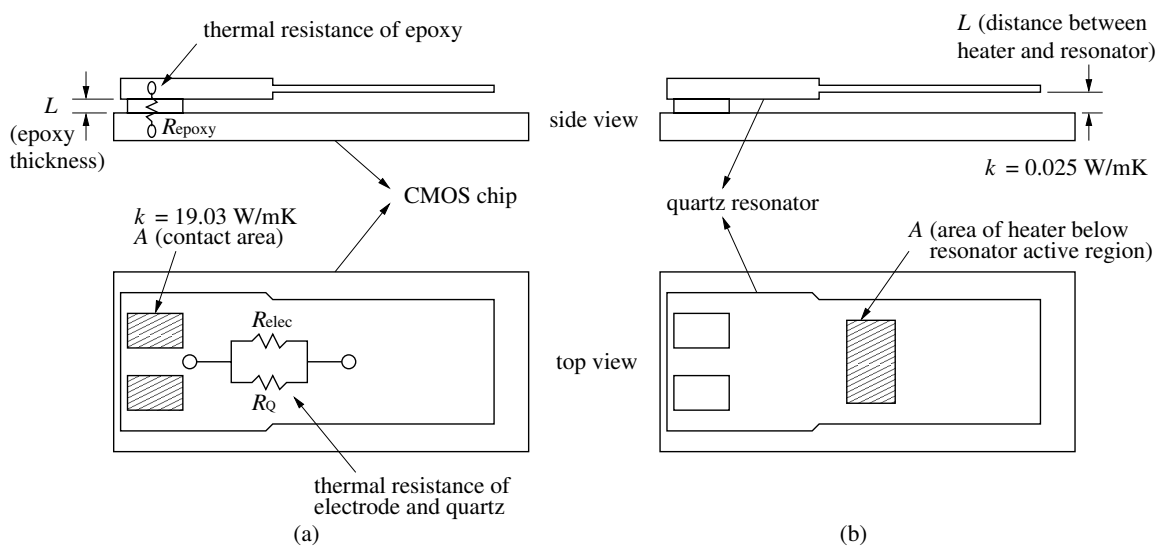 thermal resistance of epoxy
L
(epoxy
thickness)
Repoxy
side view
L (distance between
heater and resonator)
k = 0.025 W/mK
CMOS chip
quartz resonator
k = 19.03 W/mK
A (contact area)
A (area of heater below
resonator active region)
Relec
RQ
top view
thermal resistance of
electrode and quartz
(a)
(b)